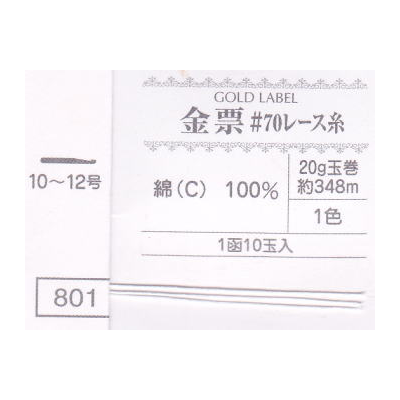 GOLD LABEL
金票 #70レース糸
10〜12号
綿(C) 100%
20g玉巻
約348m
1色
1函10玉入
801